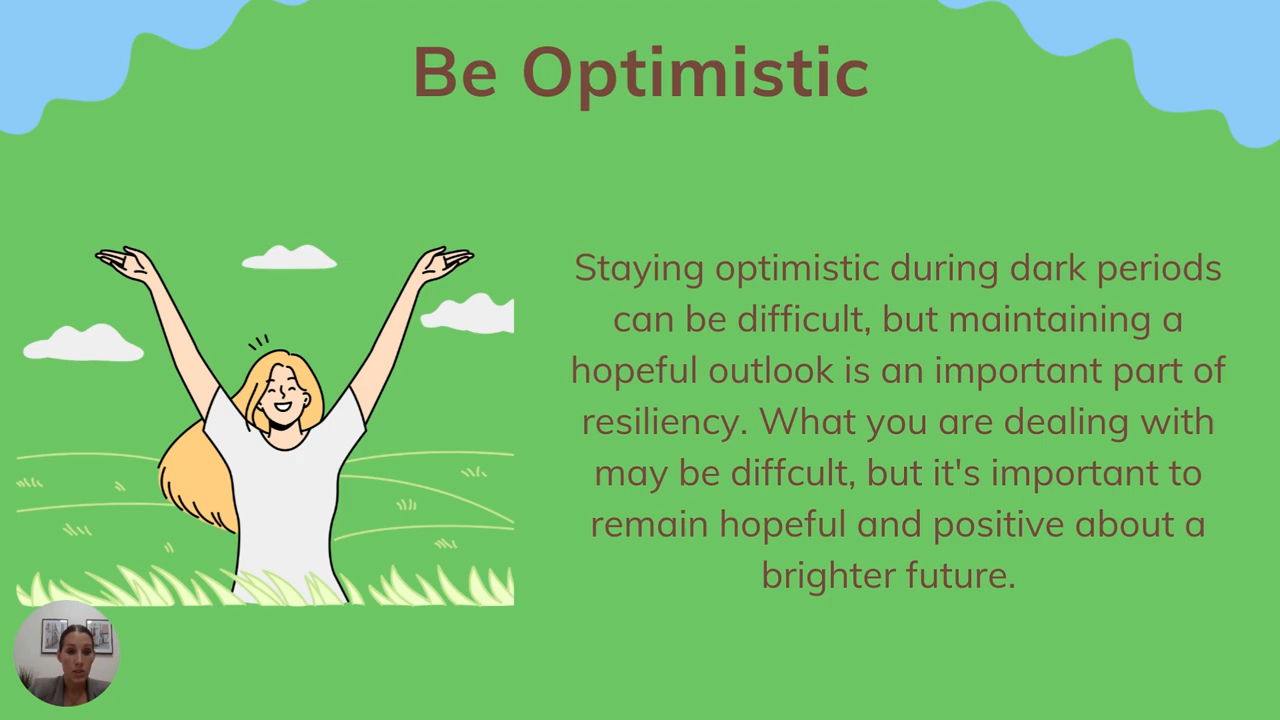 Be Optimistic
Staying optimistic during dark periods
can be difficult, but maintaining a
hopeful outlook is an important part of
resiliency. What you are dealing with
may be diffcult, but it's important to
remain hopeful and positive about a
brighter future.